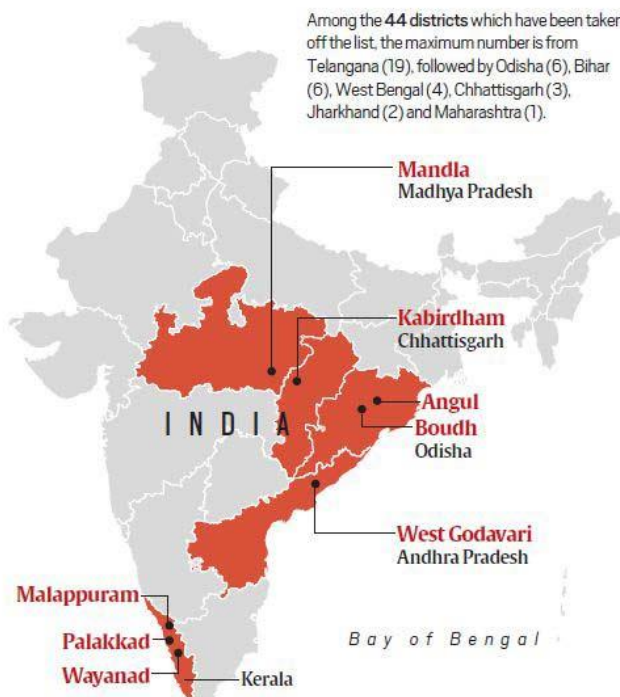 Among the 44 districts which have been taken
off the list, the maximum number is from
Telangana (19), followed by Odisha (6), Bihar
(6), West Bengal (4), Chhattisgarh (3),
Jharkhand (2) and Maharashtra (1).
Mandla
Madhya Pradesh
Kabirdham
Chhattisgarh
INDIA
Angul
Boudh
Odisha
West Godavari
Andhra Pradesh
Malappuram
Palakkad
Wayanad
Kerala
Bay of Bengal